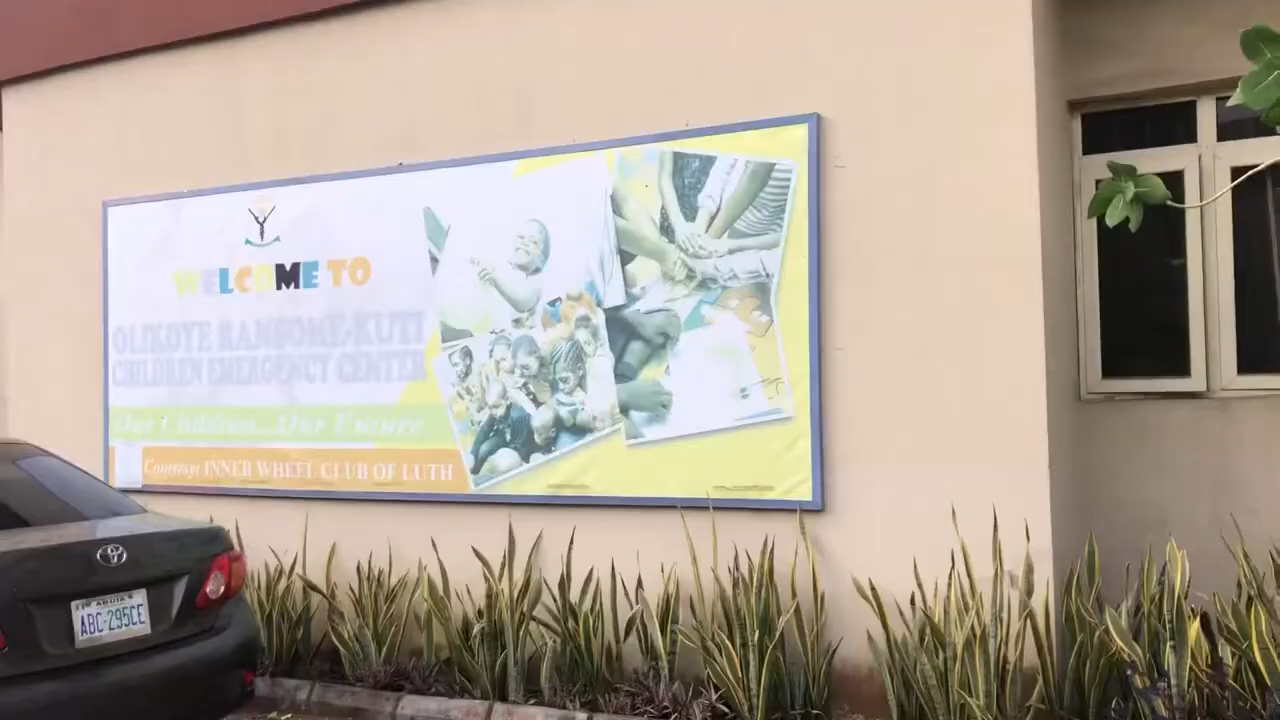 WELCOME TO
OLIKOYE RANSOME-KUTI
CHILDREN EMERGENCY CENTER
Our Children...Our Future
Courtesy: INNER WHEEL CLUB OF LUTH
ABUJA
ABC-295CE